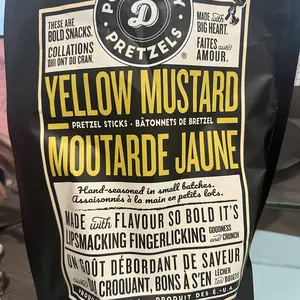 D
PRETZELS
THESE ARE
BOLD SNACKS.
COLLATIONS
QUI ONT DU CRAN.
MADE with
BIG HEART.
FAITES avec
AMOUR.
YELLOW MUSTARD
PRETZEL STICKS · BÂTONNETS DE BRETZEL
MOUTARDE JAUNE
Hand-seasoned in small batches.
Assaisonnés à la main en petits lots.
MADE with FLAVOUR SO BOLD IT'S
LIPSMACKING FINGERLICKING GOODNESS and CRUNCH
UN GOÛT DÉBORDANT DE SAVEUR
CROQUANT, BONS À S'EN LÉCHER les DOIGTS
PRODUIT DES É.-U.A.